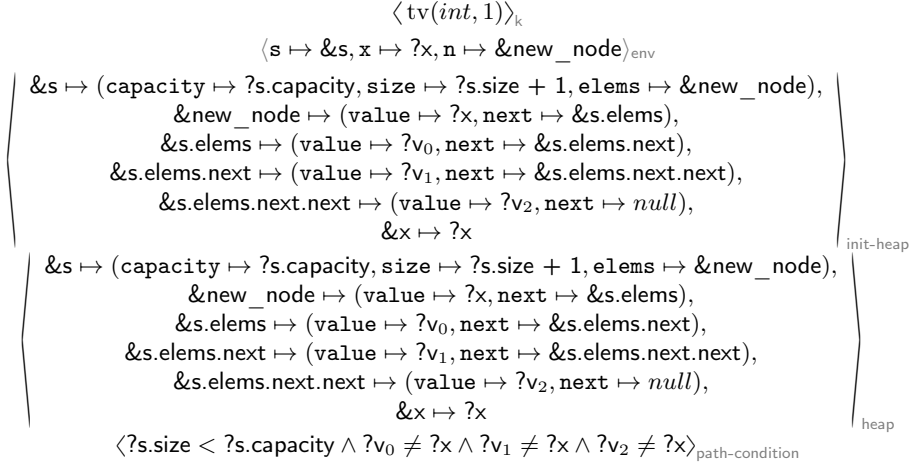 ⟨ tv(int, 1)⟩k
⟨s ↦ &s, x ↦ ?x, n ↦ &new_node⟩env
&s ↦ (capacity ↦ ?s.capacity, size ↦ ?s.size + 1, elems ↦ &new_node),
&new_node ↦ (value ↦ ?x, next ↦ &s.elems),
&s.elems ↦ (value ↦ ?v₀, next ↦ &s.elems.next),
&s.elems.next ↦ (value ↦ ?v₁, next ↦ &s.elems.next.next),
&s.elems.next.next ↦ (value ↦ ?v₂, next ↦ null),
&x ↦ ?x
init-heap
&s ↦ (capacity ↦ ?s.capacity, size ↦ ?s.size + 1, elems ↦ &new_node),
&new_node ↦ (value ↦ ?x, next ↦ &s.elems),
&s.elems ↦ (value ↦ ?v₀, next ↦ &s.elems.next),
&s.elems.next ↦ (value ↦ ?v₁, next ↦ &s.elems.next.next),
&s.elems.next.next ↦ (value ↦ ?v₂, next ↦ null),
&x ↦ ?x
heap
⟨?s.size < ?s.capacity ∧ ?v₀ ≠ ?x ∧ ?v₁ ≠ ?x ∧ ?v₂ ≠ ?x⟩path-condition